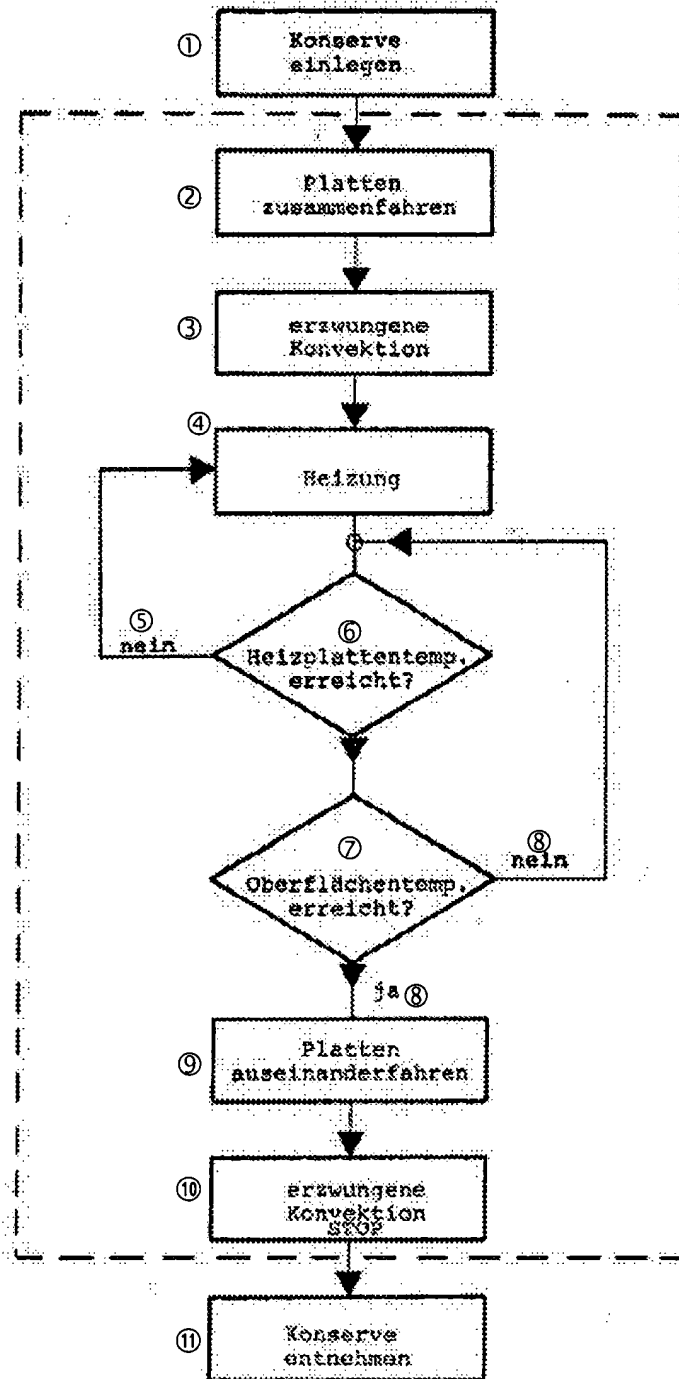 ① Konserve
einlegen
② Platten
zusammenfahren
③ erzwungene
Konvektion
④
Heizung
⑤
nein
⑥
Heizplattentemp.
erreicht?
⑦
Oberflächentemp.
erreicht?
⑧
nein
ja ⑧
⑨ Platten
auseinanderfahren
⑩ erzwungene
Konvektion
STOP
⑪ Konserve
entnehmen